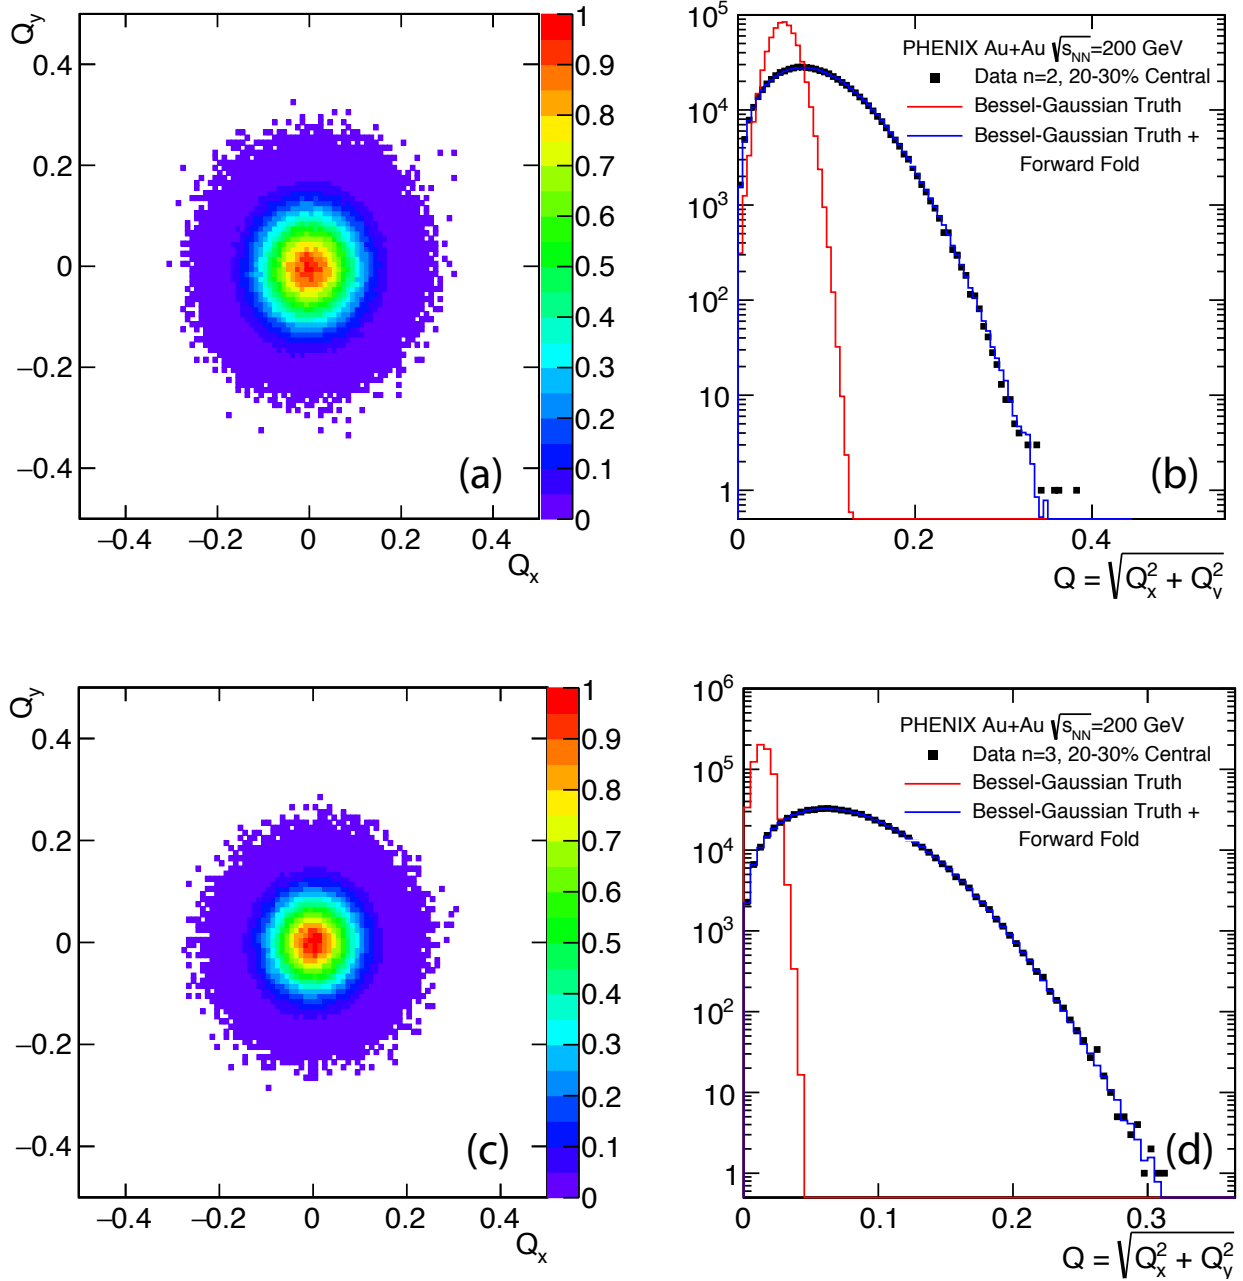 Q_y
0.4
0.2
0
−0.2
−0.4
−0.4 −0.2 0 0.2 0.4
Q_x
1
0.9
0.8
0.7
0.6
0.5
0.4
0.3
0.2
0.1
0
(a)
10^5
10^4
10^3
10^2
10
1
PHENIX Au+Au √s_NN=200 GeV
Data n=2, 20-30% Central
Bessel-Gaussian Truth
Bessel-Gaussian Truth +
Forward Fold
(b)
0 0.2 0.4
Q = √Q_x^2 + Q_y^2
Q_y
0.4
0.2
0
−0.2
−0.4
−0.4 −0.2 0 0.2 0.4
Q_x
1
0.9
0.8
0.7
0.6
0.5
0.4
0.3
0.2
0.1
0
(c)
10^6
10^5
10^4
10^3
10^2
10
1
PHENIX Au+Au √s_NN=200 GeV
Data n=3, 20-30% Central
Bessel-Gaussian Truth
Bessel-Gaussian Truth +
Forward Fold
(d)
0 0.1 0.2 0.3
Q = √Q_x^2 + Q_y^2